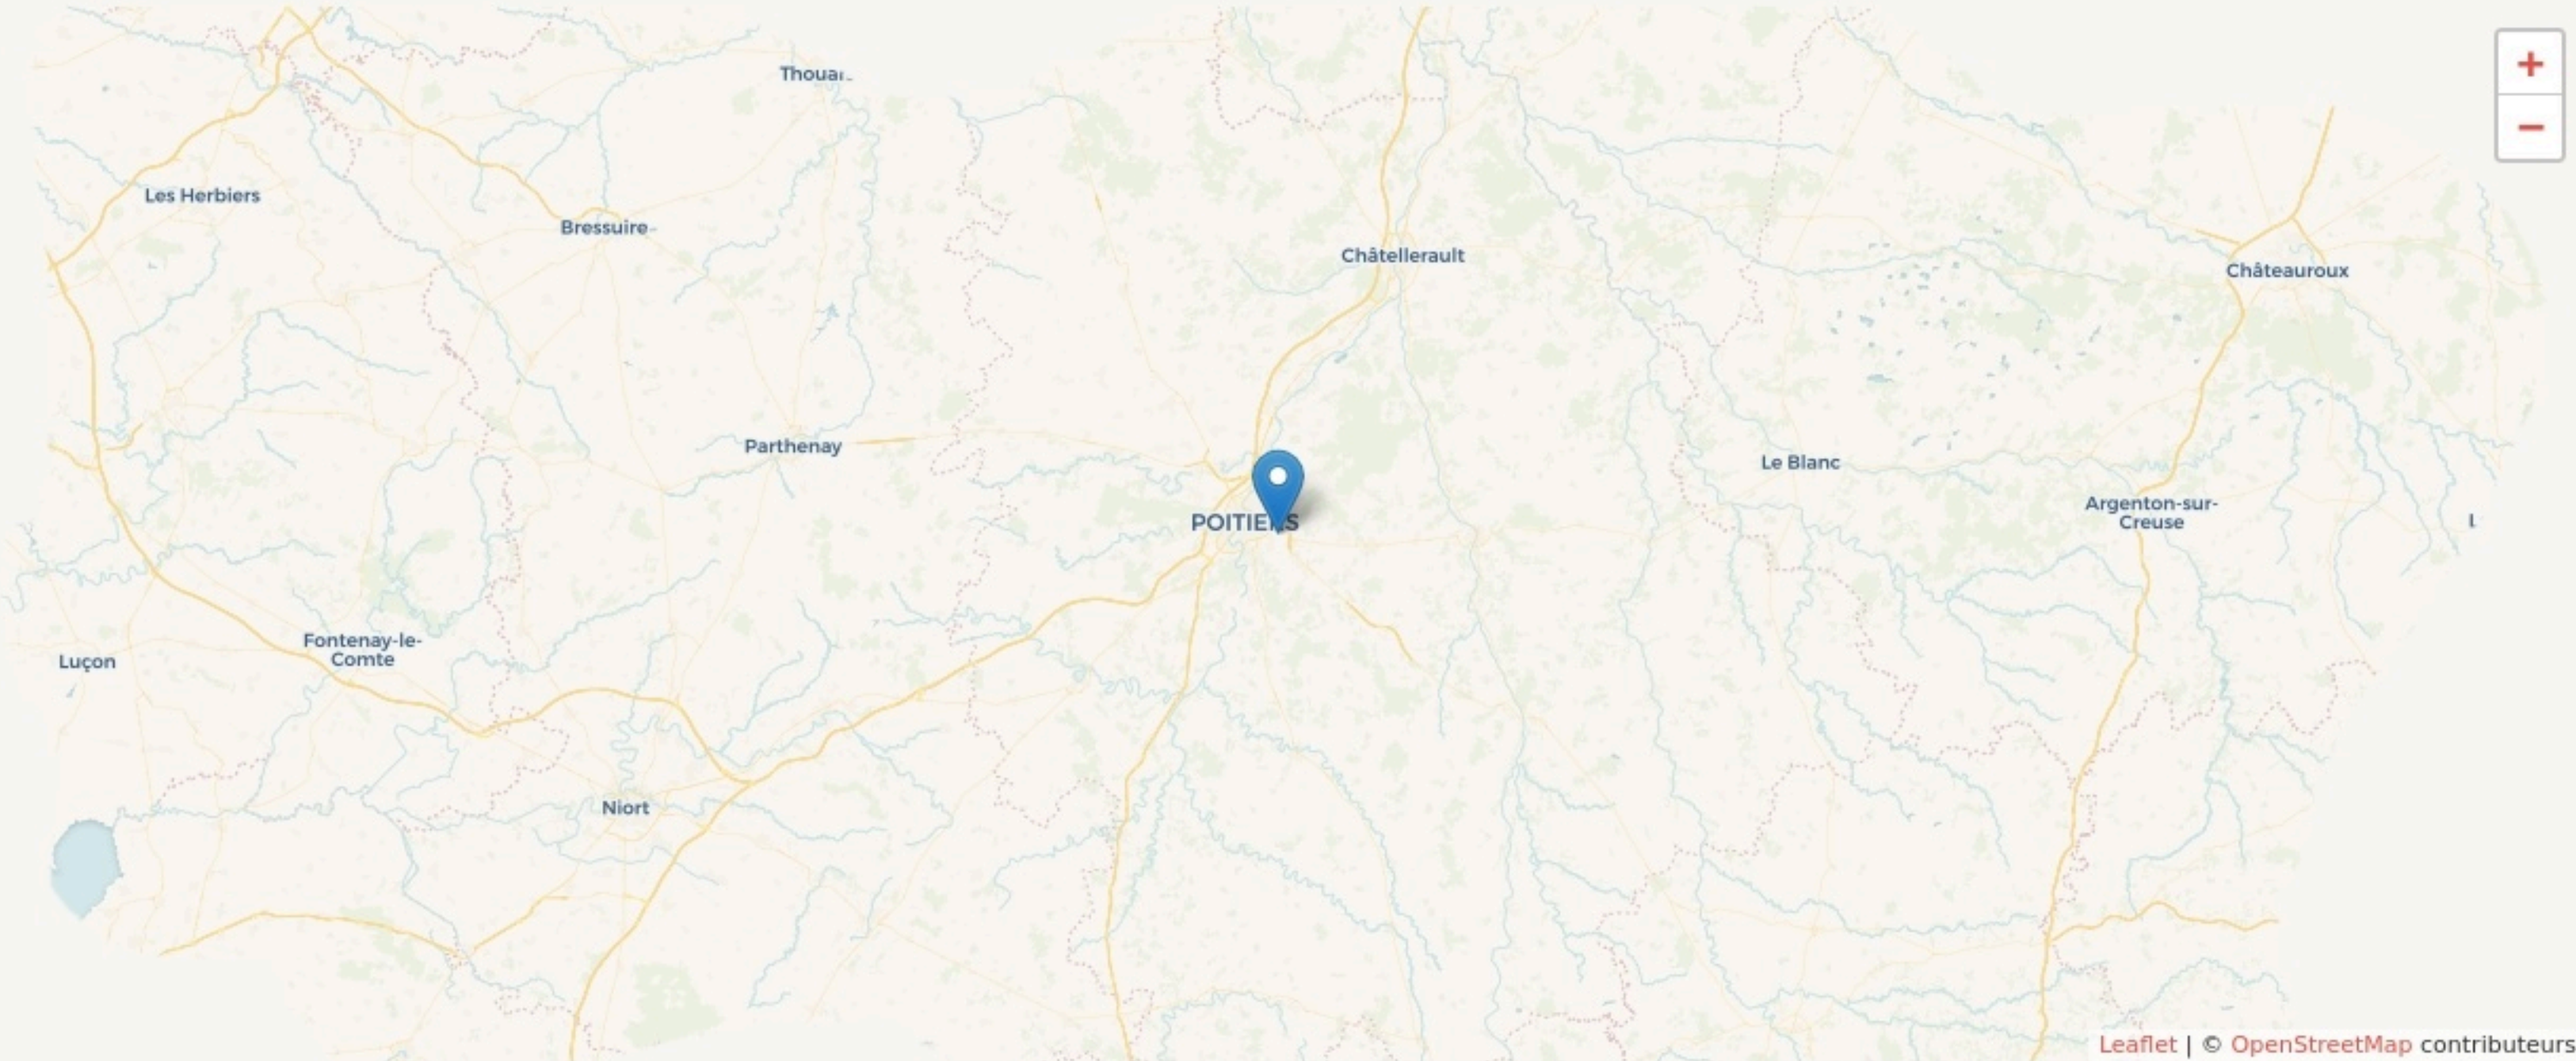 +
−
Les Herbiers
Bressuire
Châtellerault
Châteauroux
Parthenay
Le Blanc
Argenton-sur-
Creuse
POITIERS
Fontenay-le-
Comte
Luçon
Niort
Leaflet | © OpenStreetMap contributeurs